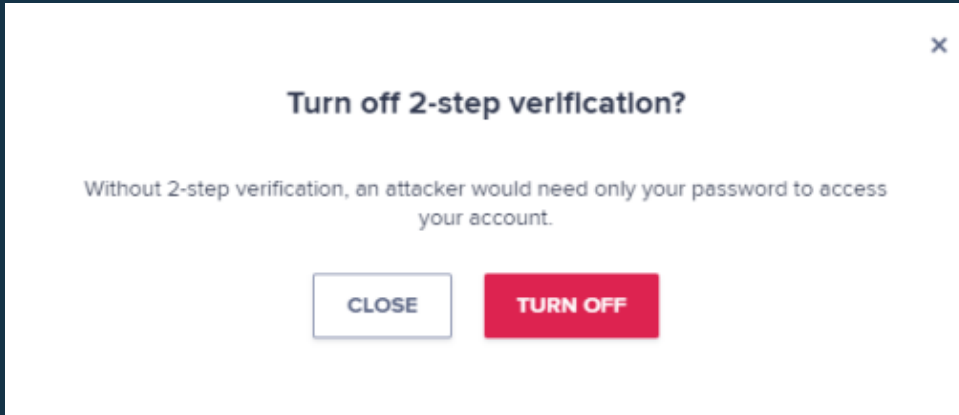 ×
Turn off 2-step verification?
Without 2-step verification, an attacker would need only your password to access
your account.
CLOSE TURN OFF